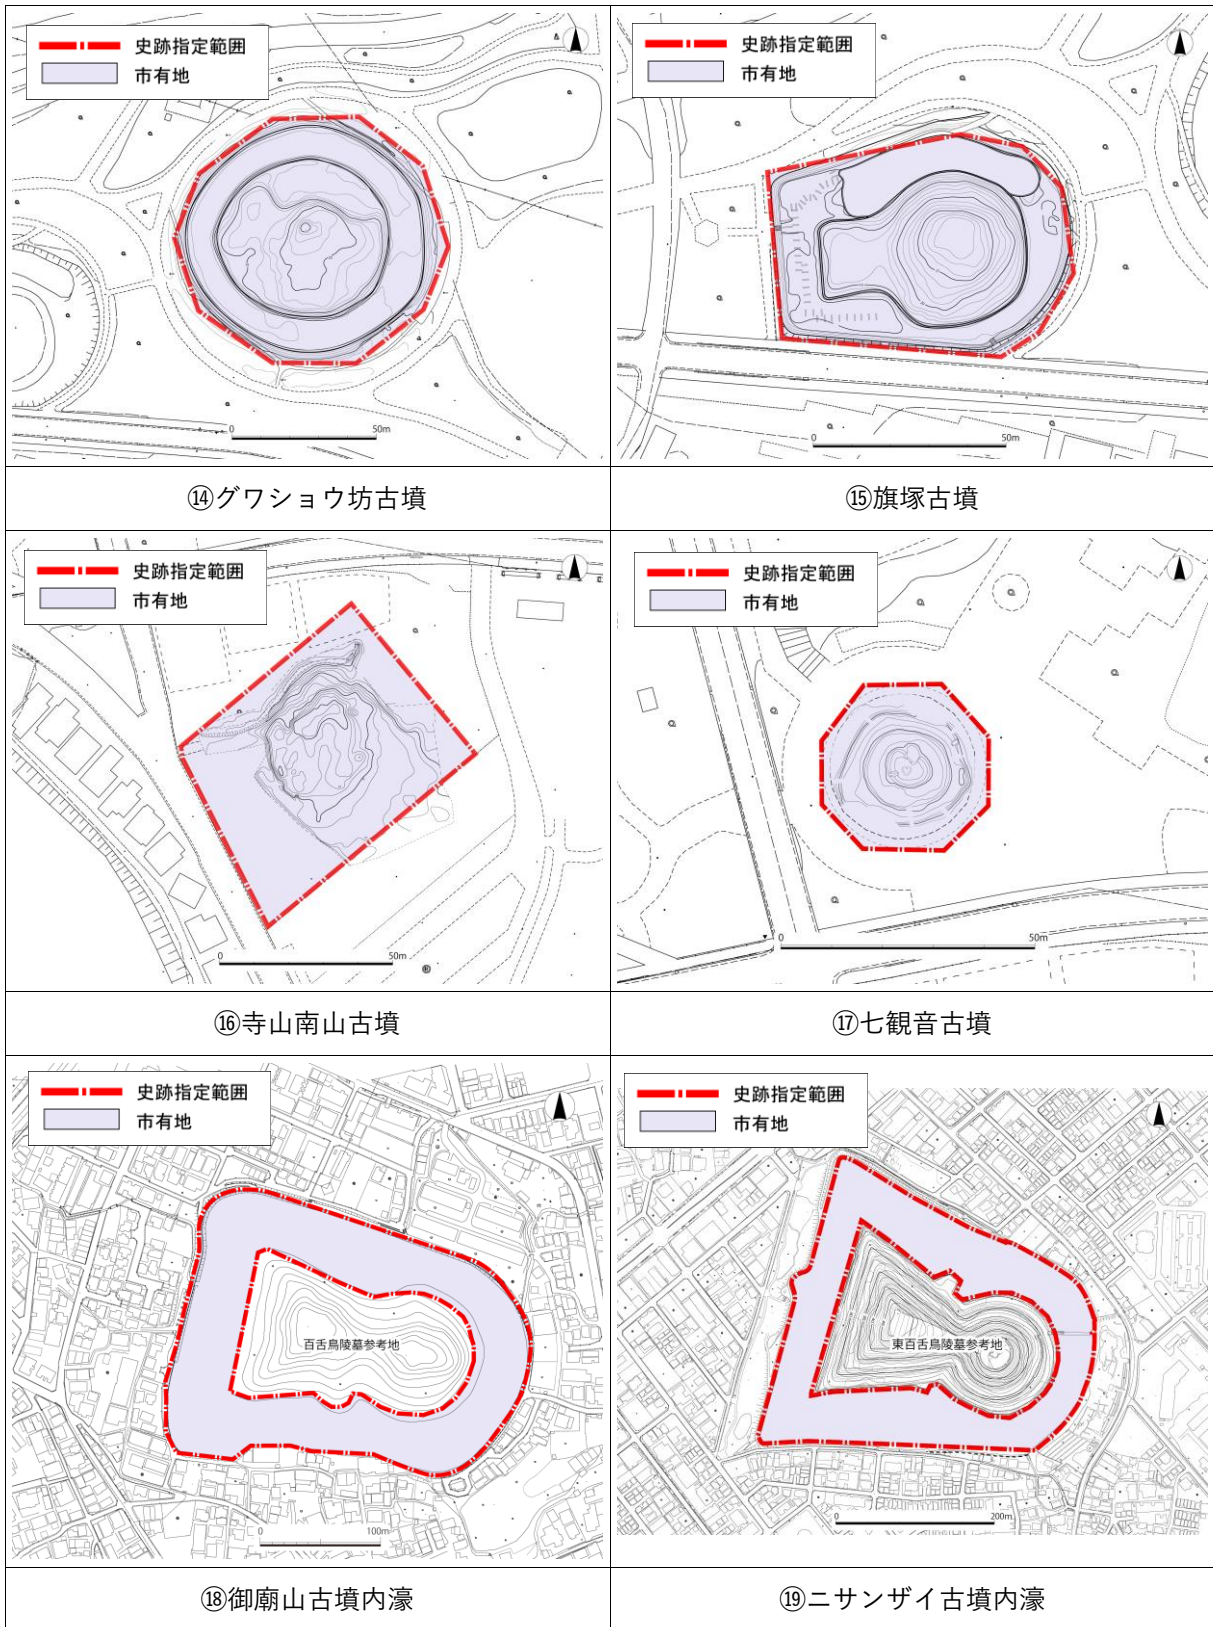 史跡指定範囲
市有地
0 50m
⑭グワショウ坊古墳
史跡指定範囲
市有地
0 50m
⑮旗塚古墳
史跡指定範囲
市有地
0 50m
⑯寺山南山古墳
史跡指定範囲
市有地
0 50m
⑰七観音古墳
史跡指定範囲
市有地
百舌鳥陵墓参考地
0 100m
⑱御廟山古墳内濠
史跡指定範囲
市有地
東百舌鳥陵墓参考地
0 200m
⑲ニサンザイ古墳内濠